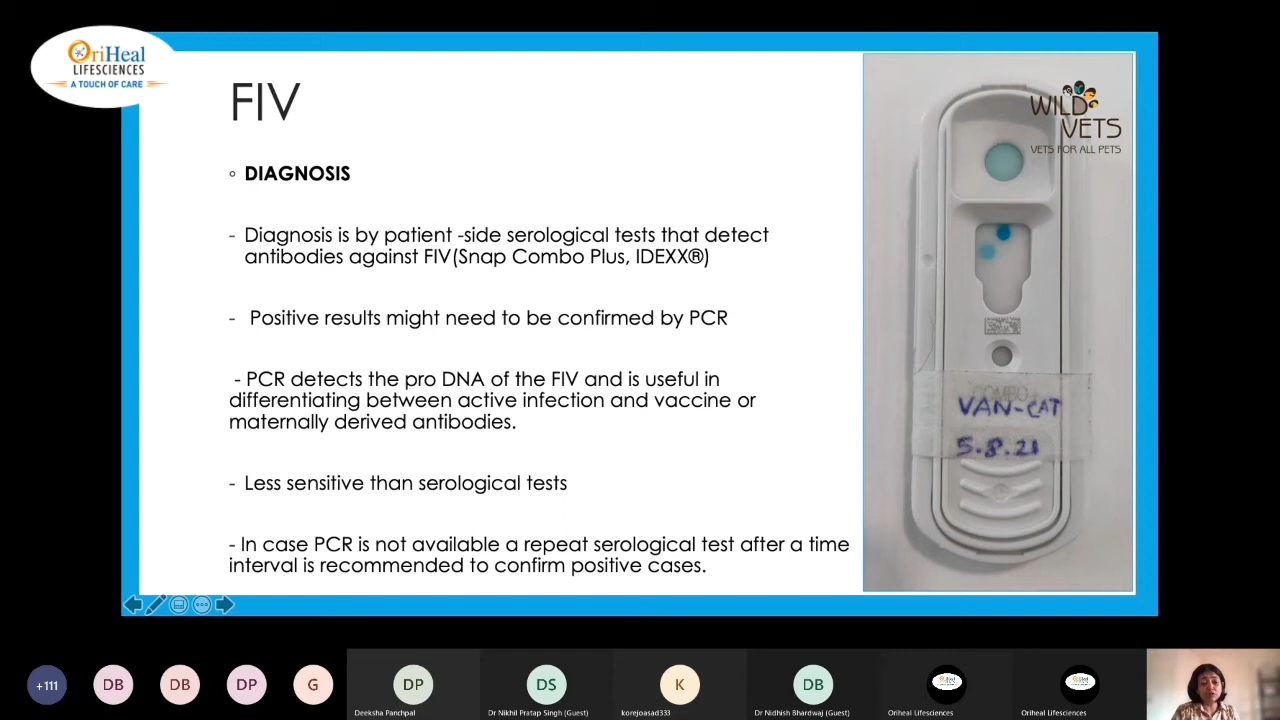 OriHeal
LIFESCIENCES
A TOUCH OF CARE
FIV
WILD
VETS
VETS FOR ALL PETS
◦ DIAGNOSIS
- Diagnosis is by patient -side serological tests that detect
antibodies against FIV(Snap Combo Plus, IDEXX®)
- Positive results might need to be confirmed by PCR
- PCR detects the pro DNA of the FIV and is useful in
differentiating between active infection and vaccine or
maternally derived antibodies.
- Less sensitive than serological tests
- In case PCR is not available a repeat serological test after a time
interval is recommended to confirm positive cases.
COMBO
VAN-CAT
5.8.21
+111
DB
DB
DP
G
DP
DS
K
DB
Deeksha Panchpal
Dr Nikhil Pratap Singh (Guest)
korejoasad333
Dr Nidhish Bhardwaj (Guest)
Oriheal Lifesciences
Oriheal Lifesciences